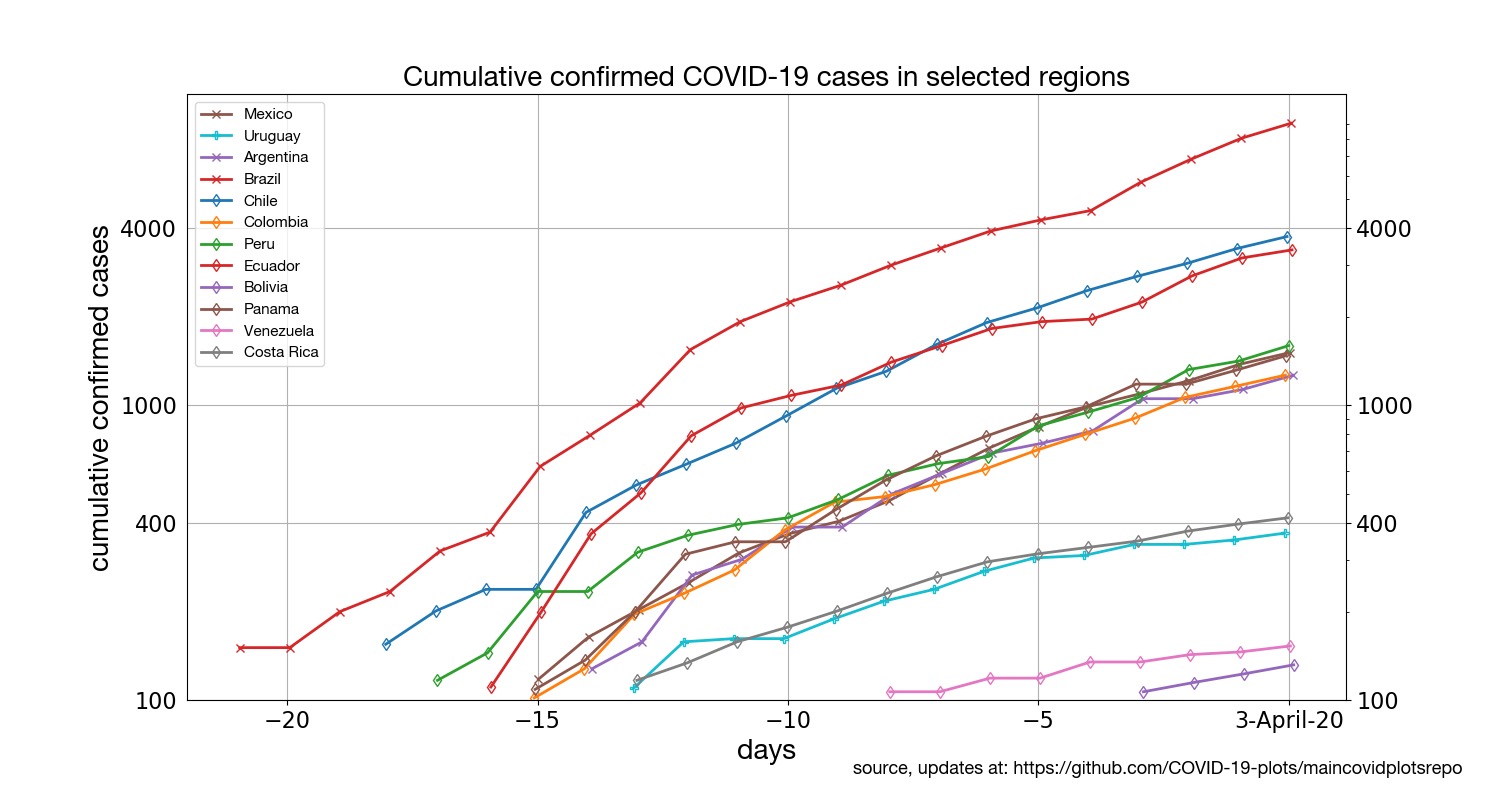 Cumulative confirmed COVID-19 cases in selected regions
Mexico
Uruguay
Argentina
Brazil
Chile
Colombia
Peru
Ecuador
Bolivia
Panama
Venezuela
Costa Rica
cumulative confirmed cases
4000
1000
400
100
4000
1000
400
100
−20
−15
−10
−5
3-April-20
days
source, updates at: https://github.com/COVID-19-plots/maincovidplotsrepo